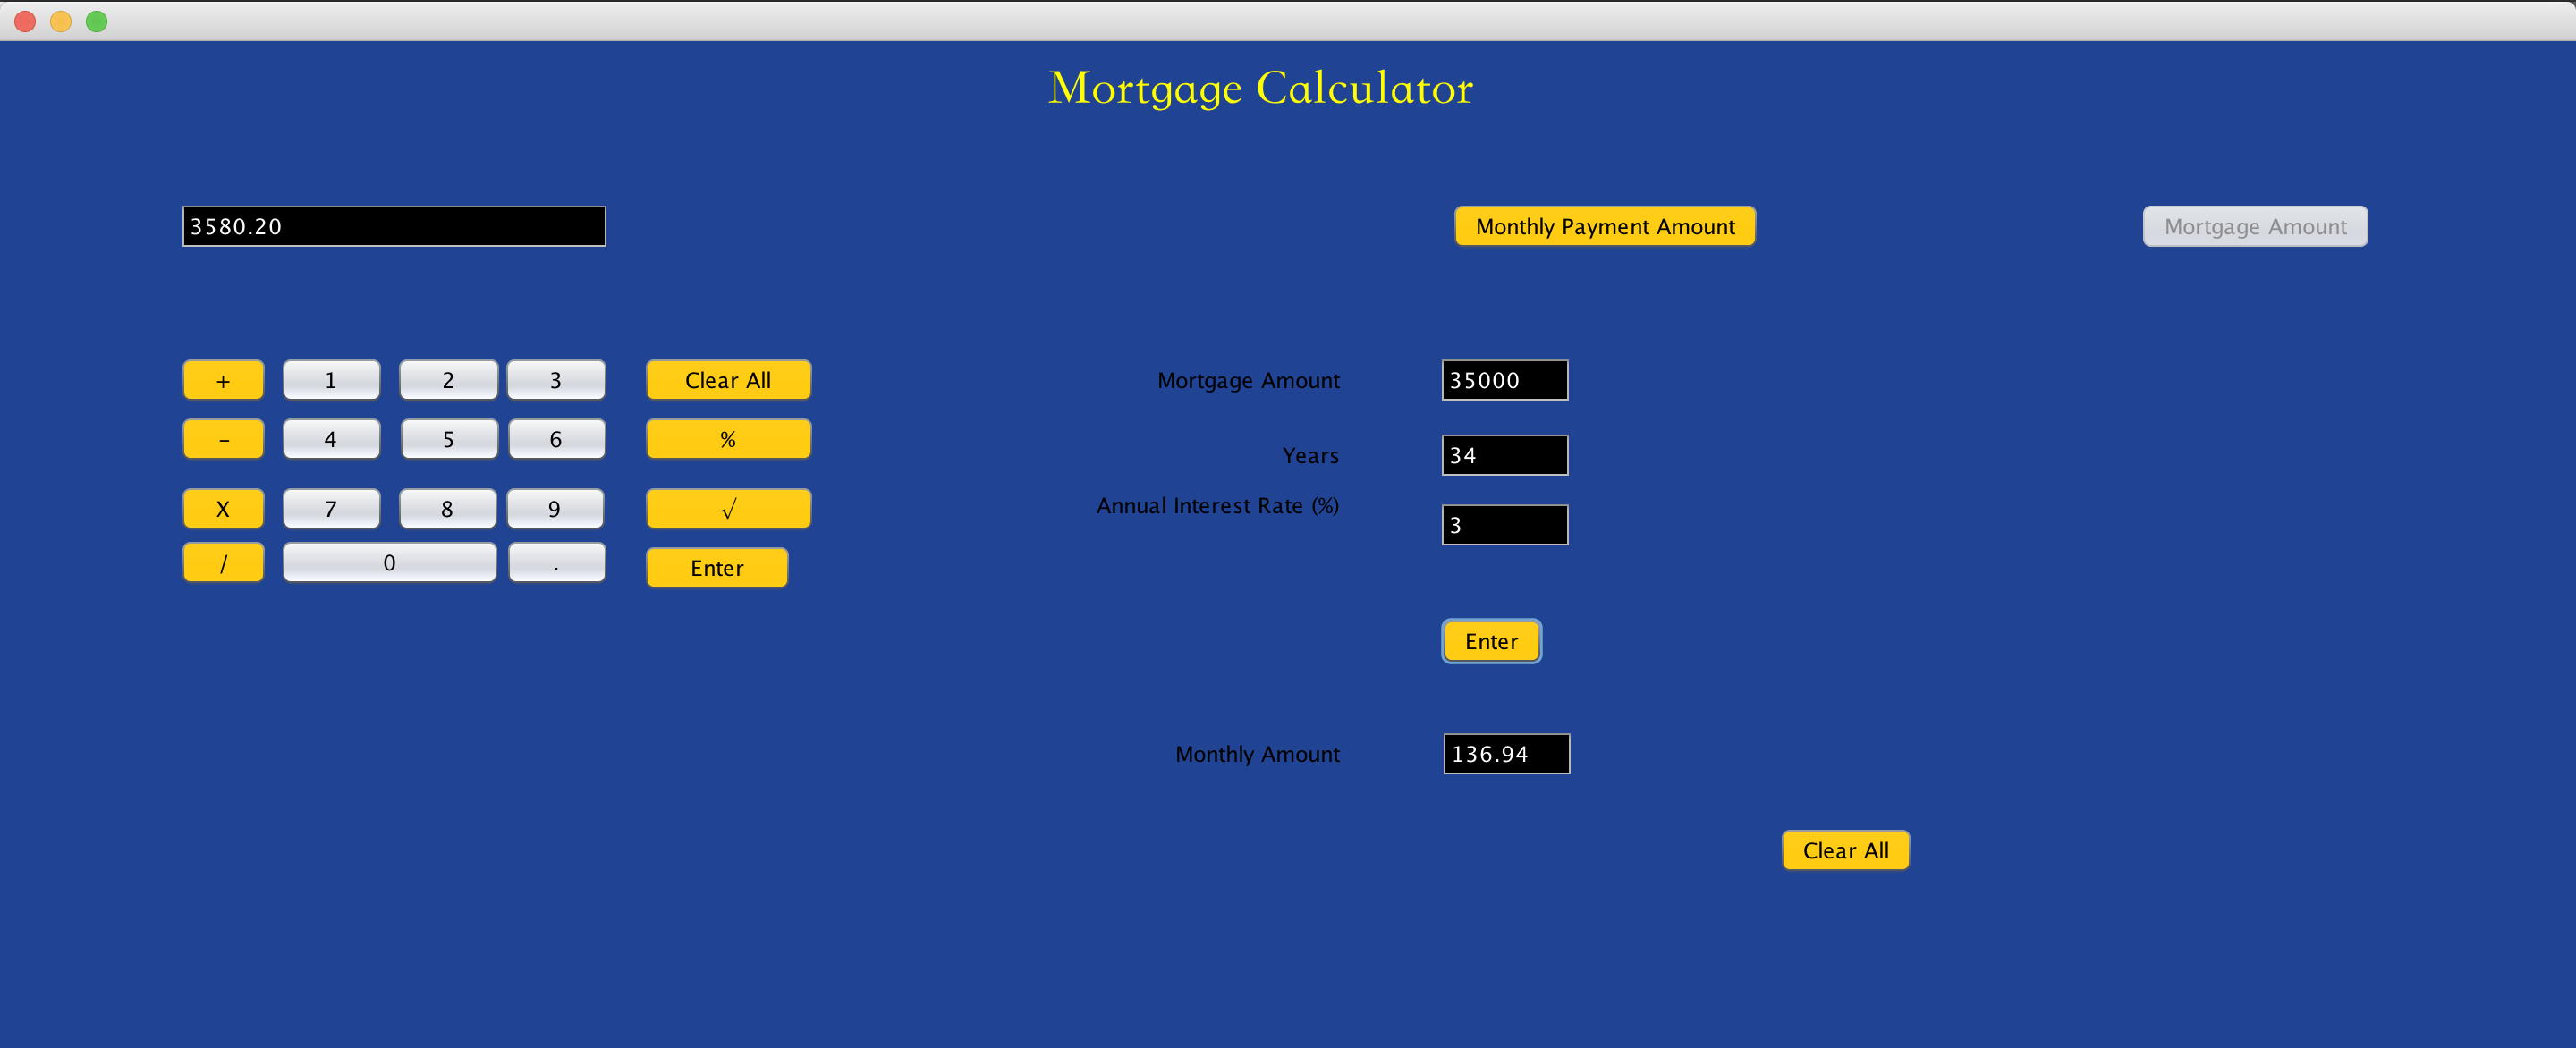 Mortgage Calculator
3580.20
Monthly Payment Amount
Mortgage Amount
+ 1 2 3 Clear All
- 4 5 6 %
X 7 8 9 √
/ 0 . Enter
Mortgage Amount 35000
Years 34
Annual Interest Rate (%) 3
Enter
Monthly Amount 136.94
Clear All